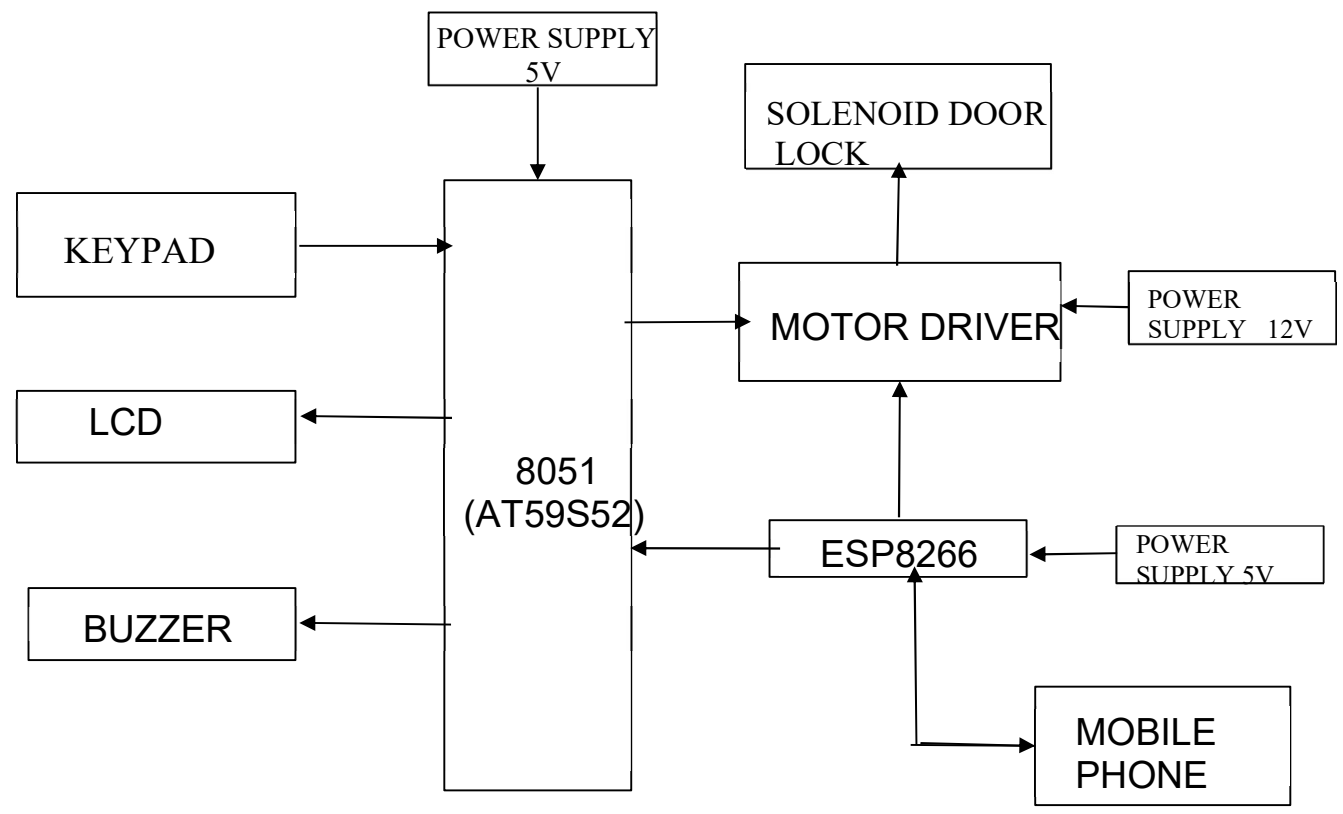 POWER SUPPLY
5V
SOLENOID DOOR
LOCK
KEYPAD
MOTOR DRIVER
POWER
SUPPLY 12V
LCD
8051
(AT59S52)
ESP8266
POWER
SUPPLY 5V
BUZZER
MOBILE
PHONE